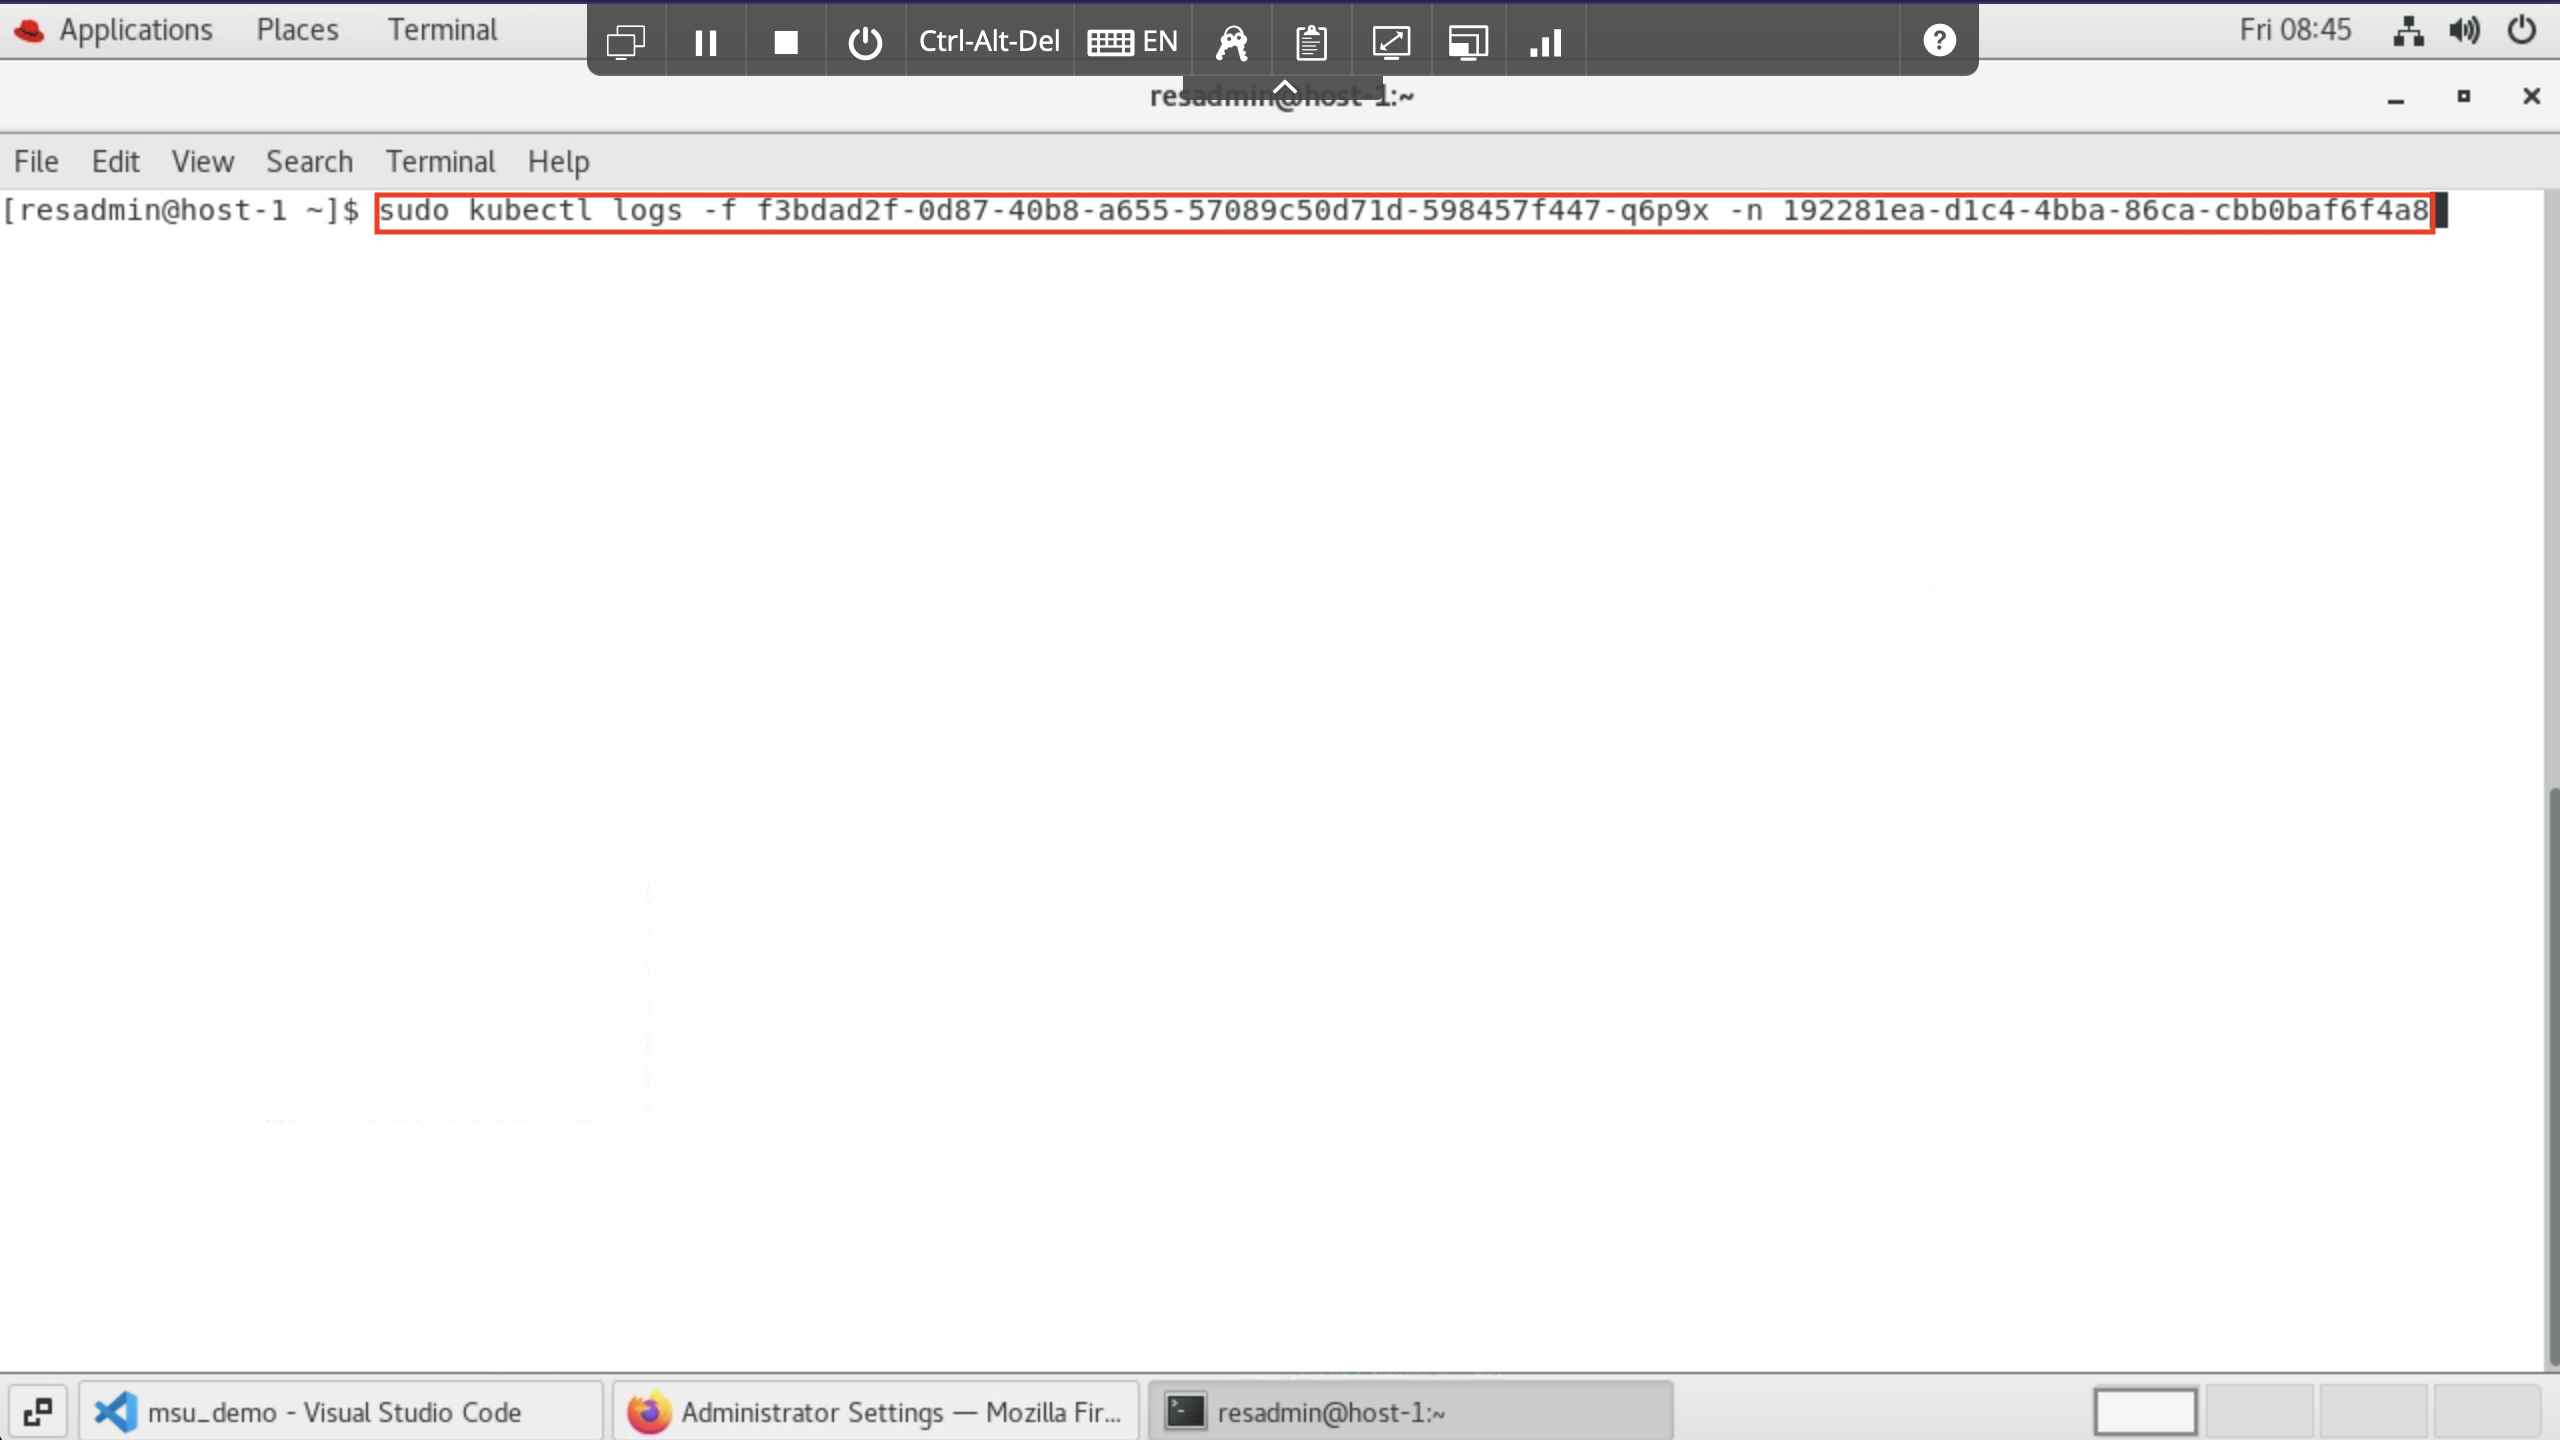 Applications Places Terminal Ctrl-Alt-Del EN ? Fri 08:45
resadmin@host-1:~
File Edit View Search Terminal Help
[resadmin@host-1 ~]$ sudo kubectl logs -f f3bdad2f-0d87-40b8-a655-57089c50d71d-598457f447-q6p9x -n 192281ea-d1c4-4bba-86ca-cbb0baf6f4a8
msu_demo - Visual Studio Code Administrator Settings — Mozilla Fir... resadmin@host-1:~